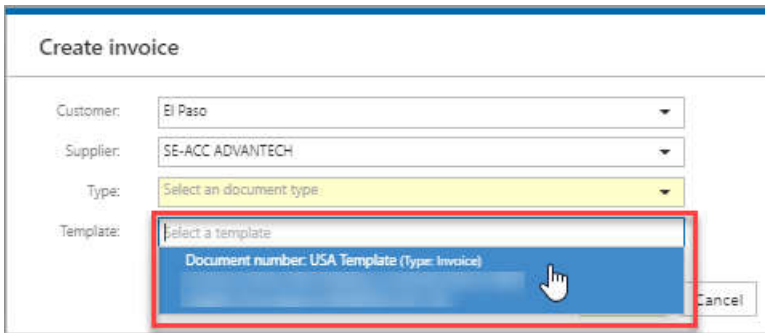 Create invoice
Customer: El Paso
Supplier: SE-ACC ADVANTECH
Type: Select an document type
Template: Select a template
Document number: USA Template (Type: Invoice)
Cancel